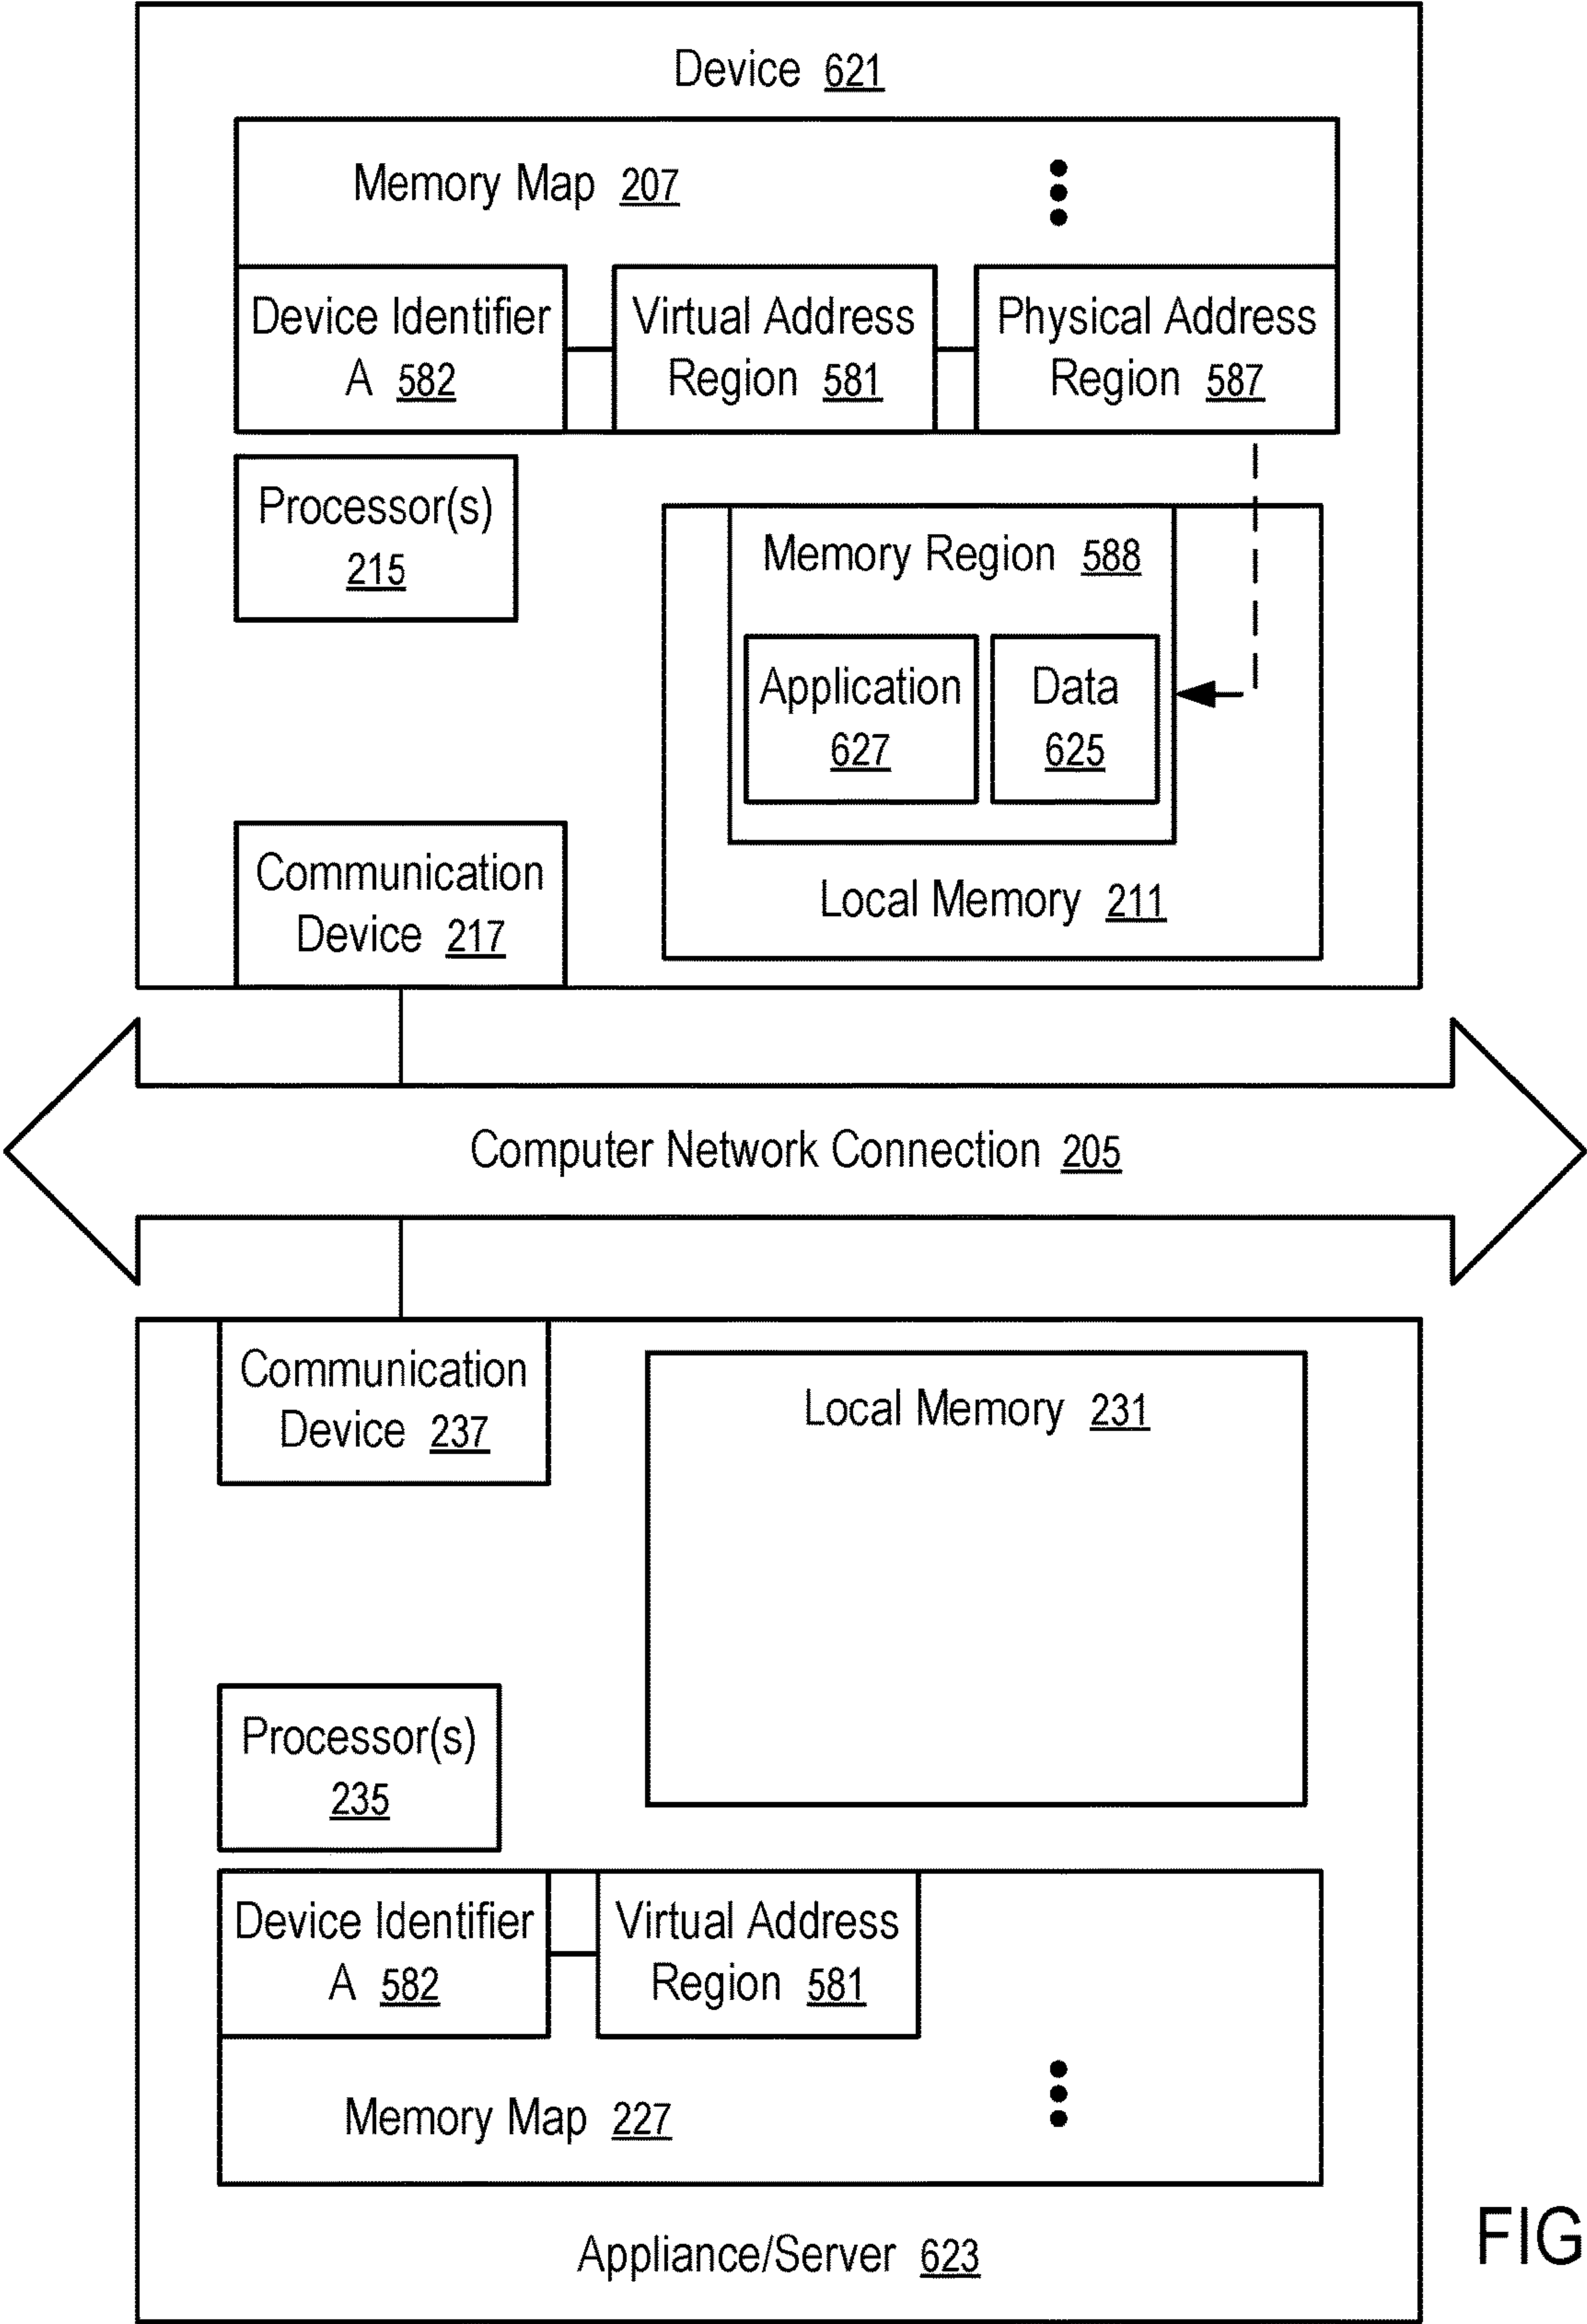 Device 621
Memory Map 207
Device Identifier
A 582
Virtual Address
Region 581
Physical Address
Region 587
Processor(s)
215
Memory Region 588
Application
627
Data
625
Local Memory 211
Communication
Device 217
Computer Network Connection 205
Communication
Device 237
Local Memory 231
Processor(s)
235
Device Identifier
A 582
Virtual Address
Region 581
Memory Map 227
Appliance/Server 623
FIG